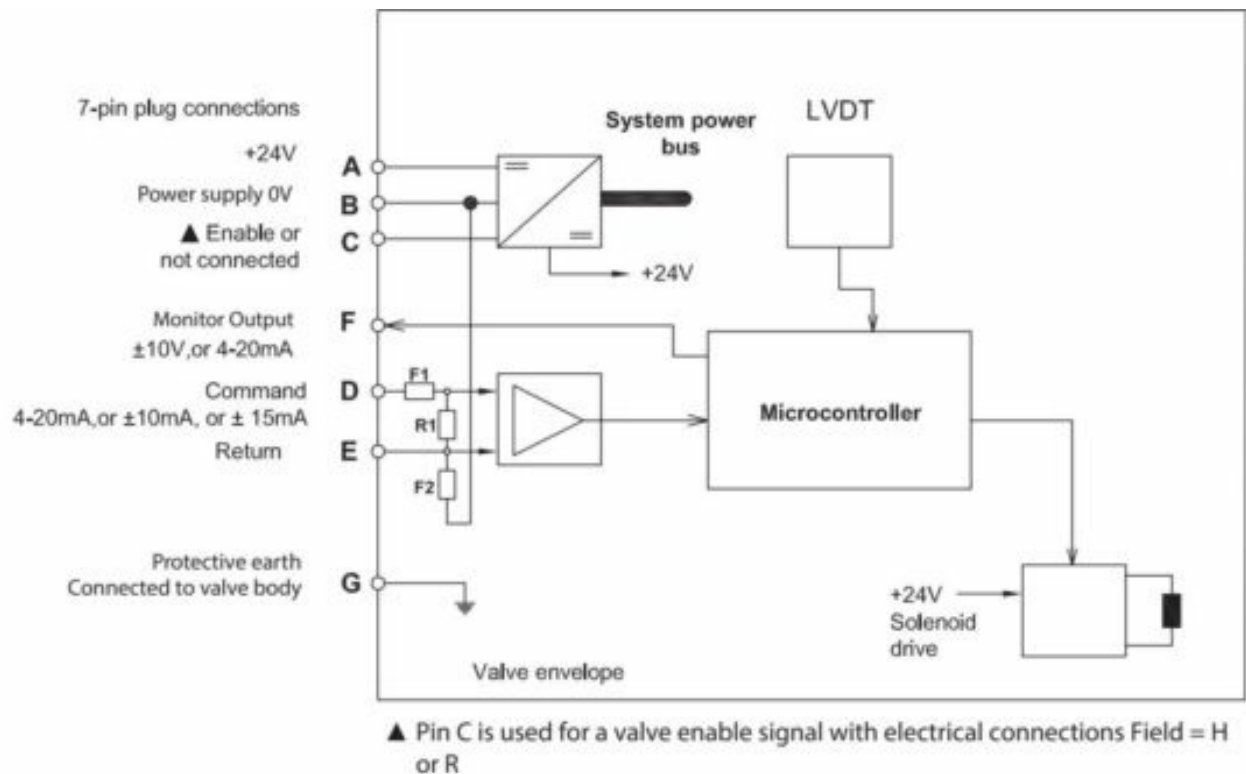 7-pin plug connections
System power
bus
LVDT
+24V
A
Power supply 0V
B
▲ Enable or
not connected
C
+24V
Monitor Output
±10V,or 4-20mA
F
F1
Command
4-20mA,or ±10mA, or ± 15mA
D
R1
Microcontroller
Return
E
F2
Protective earth
Connected to valve body
G
+24V
Solenoid
drive
Valve envelope
▲ Pin C is used for a valve enable signal with electrical connections Field = H
or R